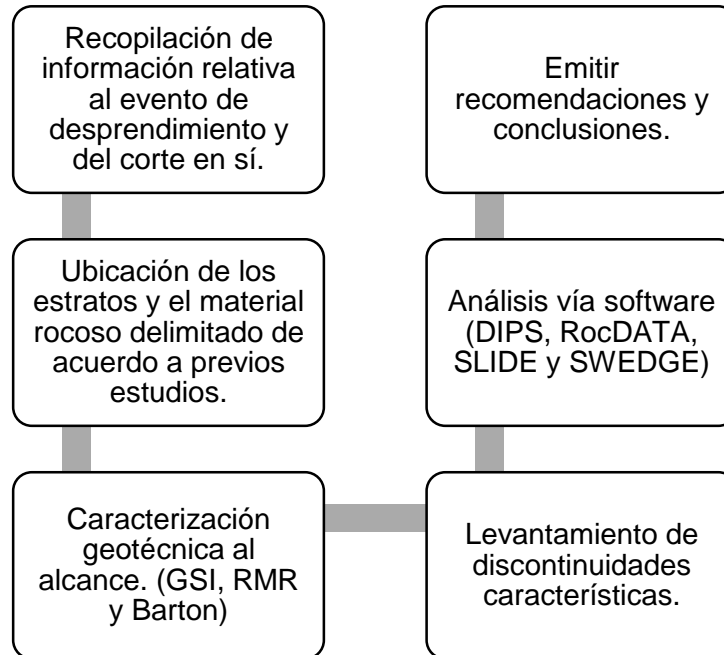 Recopilación de
información relativa
al evento de
desprendimiento y
del corte en sí.
Ubicación de los
estratos y el material
rocoso delimitado de
acuerdo a previos
estudios.
Caracterización
geotécnica al
alcance. (GSI, RMR
y Barton)
Levantamiento de
discontinuidades
características.
Análisis vía software
(DIPS, RocDATA,
SLIDE y SWEDGE)
Emitir
recomendaciones y
conclusiones.